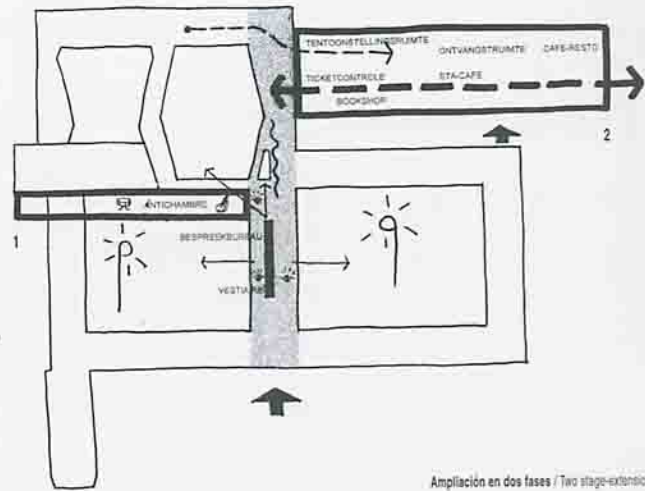 TENTOONSTELLINGSRUIMTE
ONTVANGSTRUIMTE
CAFE-RESTO
TICKETCONTROLE
STA-CAFE
BOOKSHOP
2
ANTICHAMBRE
1
BESPREEKBUREAU
VESTIAIRE
Ampliación en dos fases / Two stage-extensio